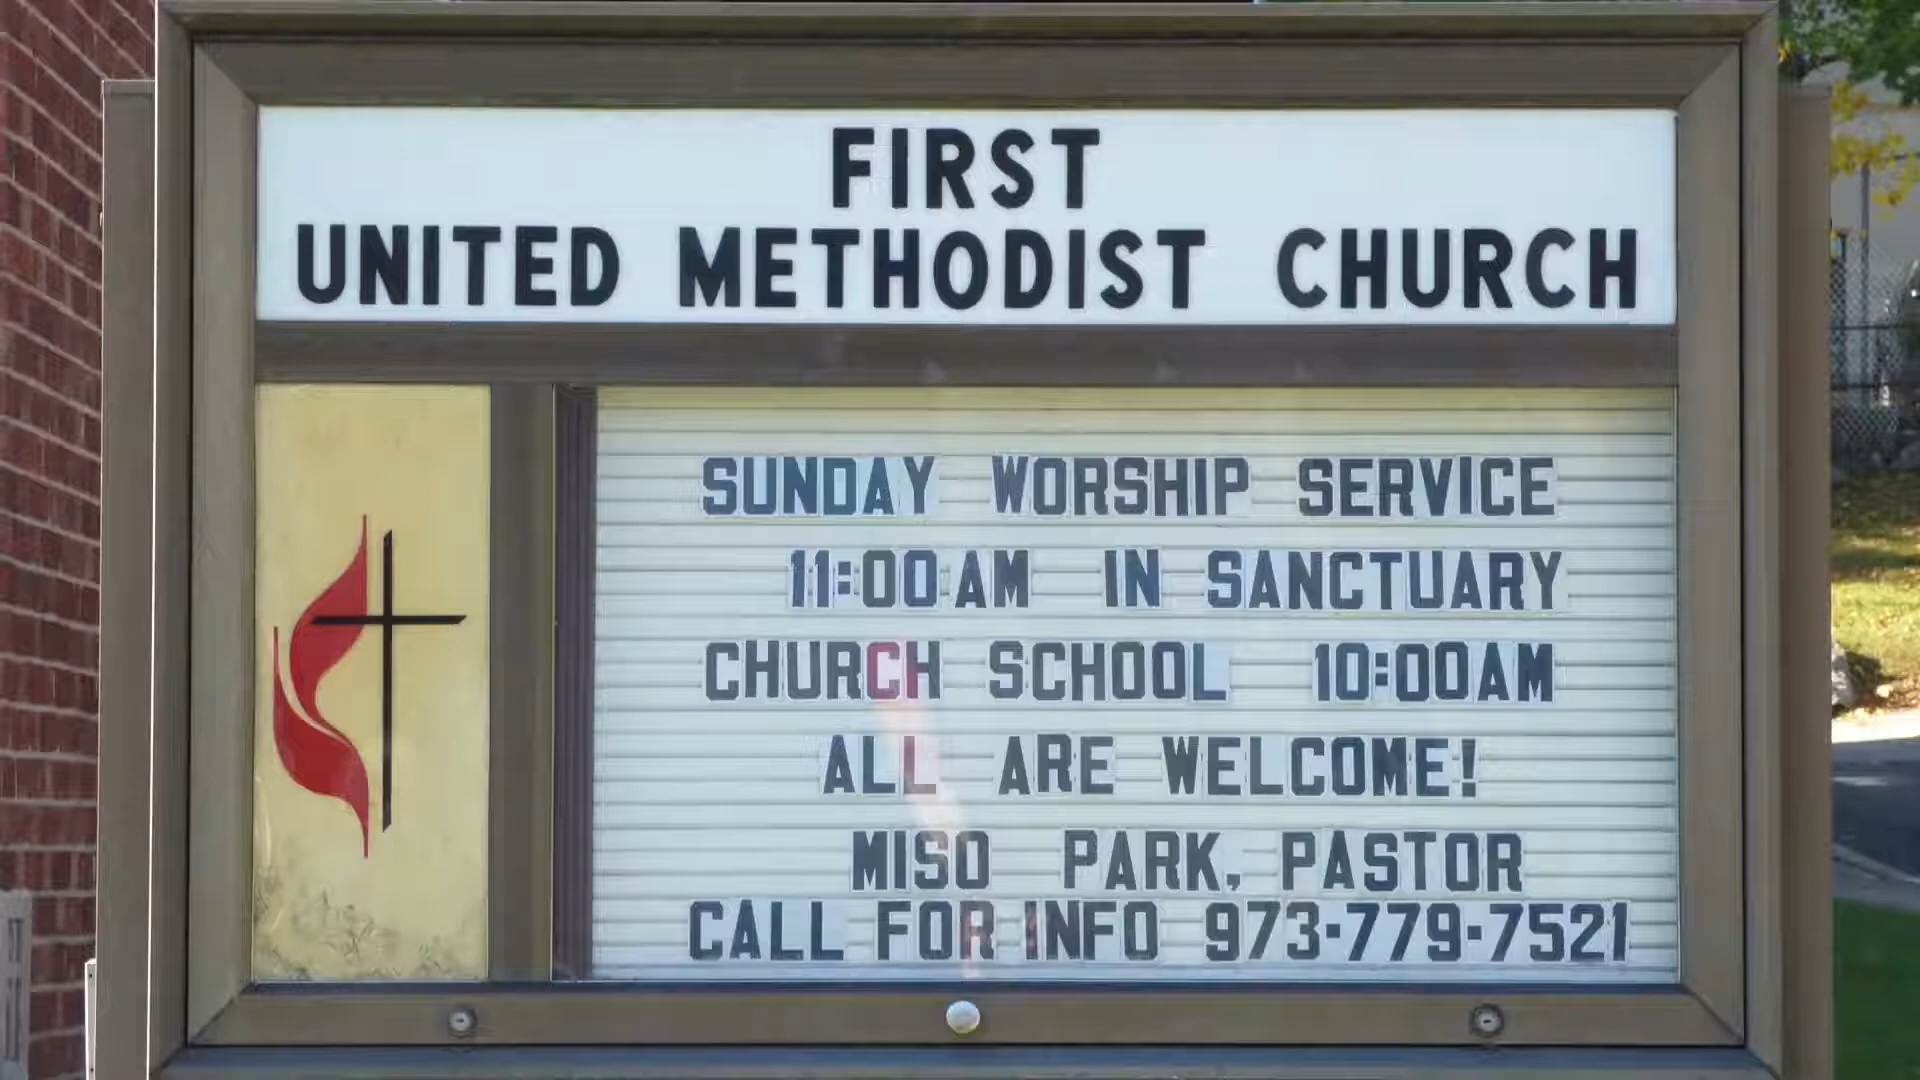 FIRST
UNITED METHODIST CHURCH
SUNDAY WORSHIP SERVICE
11:00AM IN SANCTUARY
CHURCH SCHOOL 10:00AM
ALL ARE WELCOME!
MISO PARK, PASTOR
CALL FOR INFO 973-779-7521